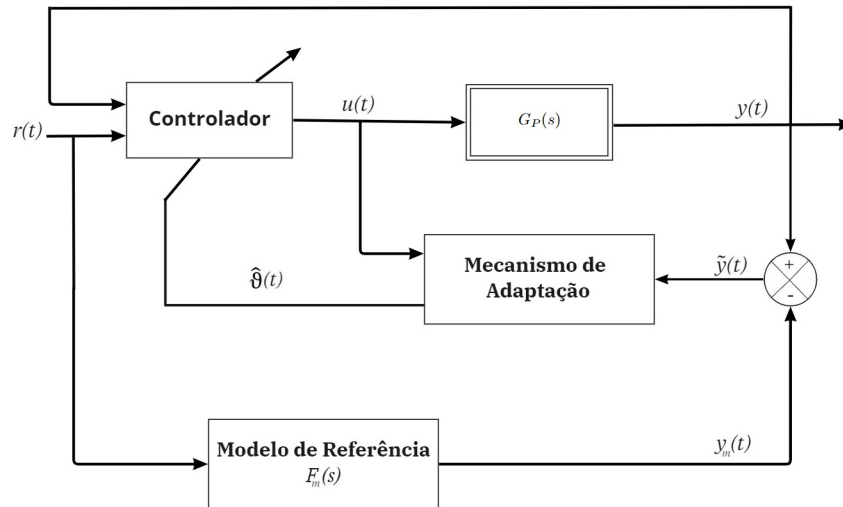 Controlador
r(t)
u(t)
G_P(s)
y(t)
ϑ̂(t)
Mecanismo de
Adaptação
ỹ(t)
+
-
Modelo de Referência
F_m(s)
y_m(t)